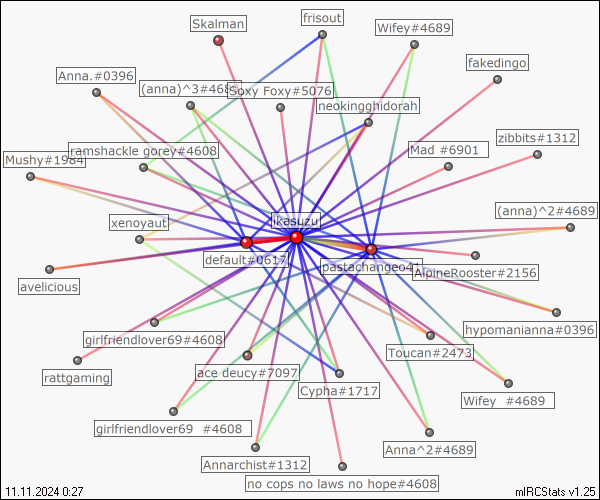 frisout
Skalman
Wifey#4689
fakedingo
Anna.#0396
(anna)^3#468
Soxy Foxy#5076
neokingghidorah
zibbits#1312
Mushy#1984
ramshackle gorey#4608
Mad #6901
(anna)^2#4689
xenoyaut
ikasuzu
default#0617
pastachangeo41
AlpineRooster#2156
avelicious
hypomanianna#0396
girlfriendlover69#4608
Toucan#2473
rattgaming
ace deucy#7097
Cypha#1717
Wifey #4689
girlfriendlover69 #4608
Anna^2#4689
Annarchist#1312
no cops no laws no hope#4608
11.11.2024 0:27
mIRCStats v1.25